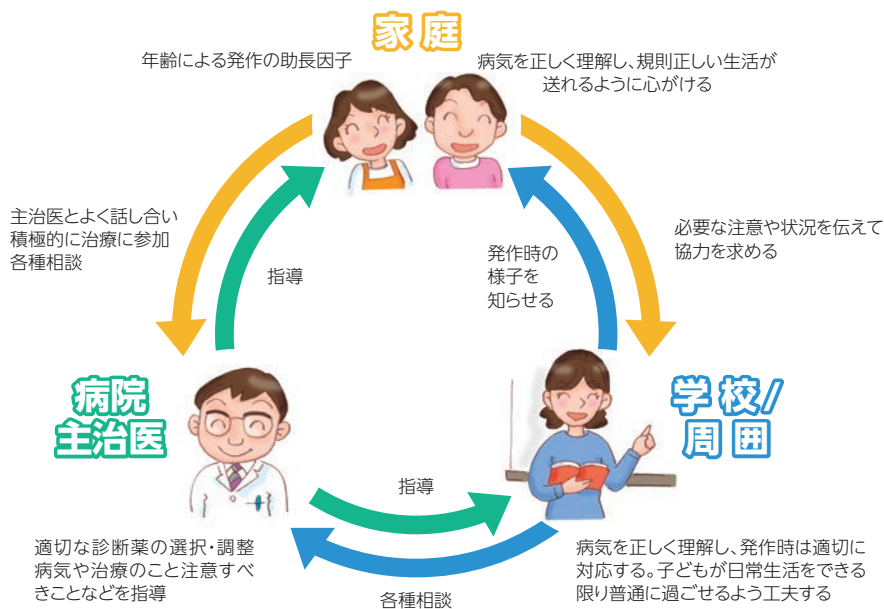 家庭
年齢による発作の助長因子
病気を正しく理解し、規則正しい生活が
送れるように心がける
主治医とよく話し合い
積極的に治療に参加
各種相談
指導
発作時の
様子を
知らせる
必要な注意や状況を伝えて
協力を求める
病院
主治医
学校/
周囲
指導
適切な診断薬の選択・調整
病気や治療のこと注意すべ
きことなどを指導
各種相談
病気を正しく理解し、発作時は適切に
対応する。子どもが日常生活をできる
限り普通に過ごせるよう工夫する